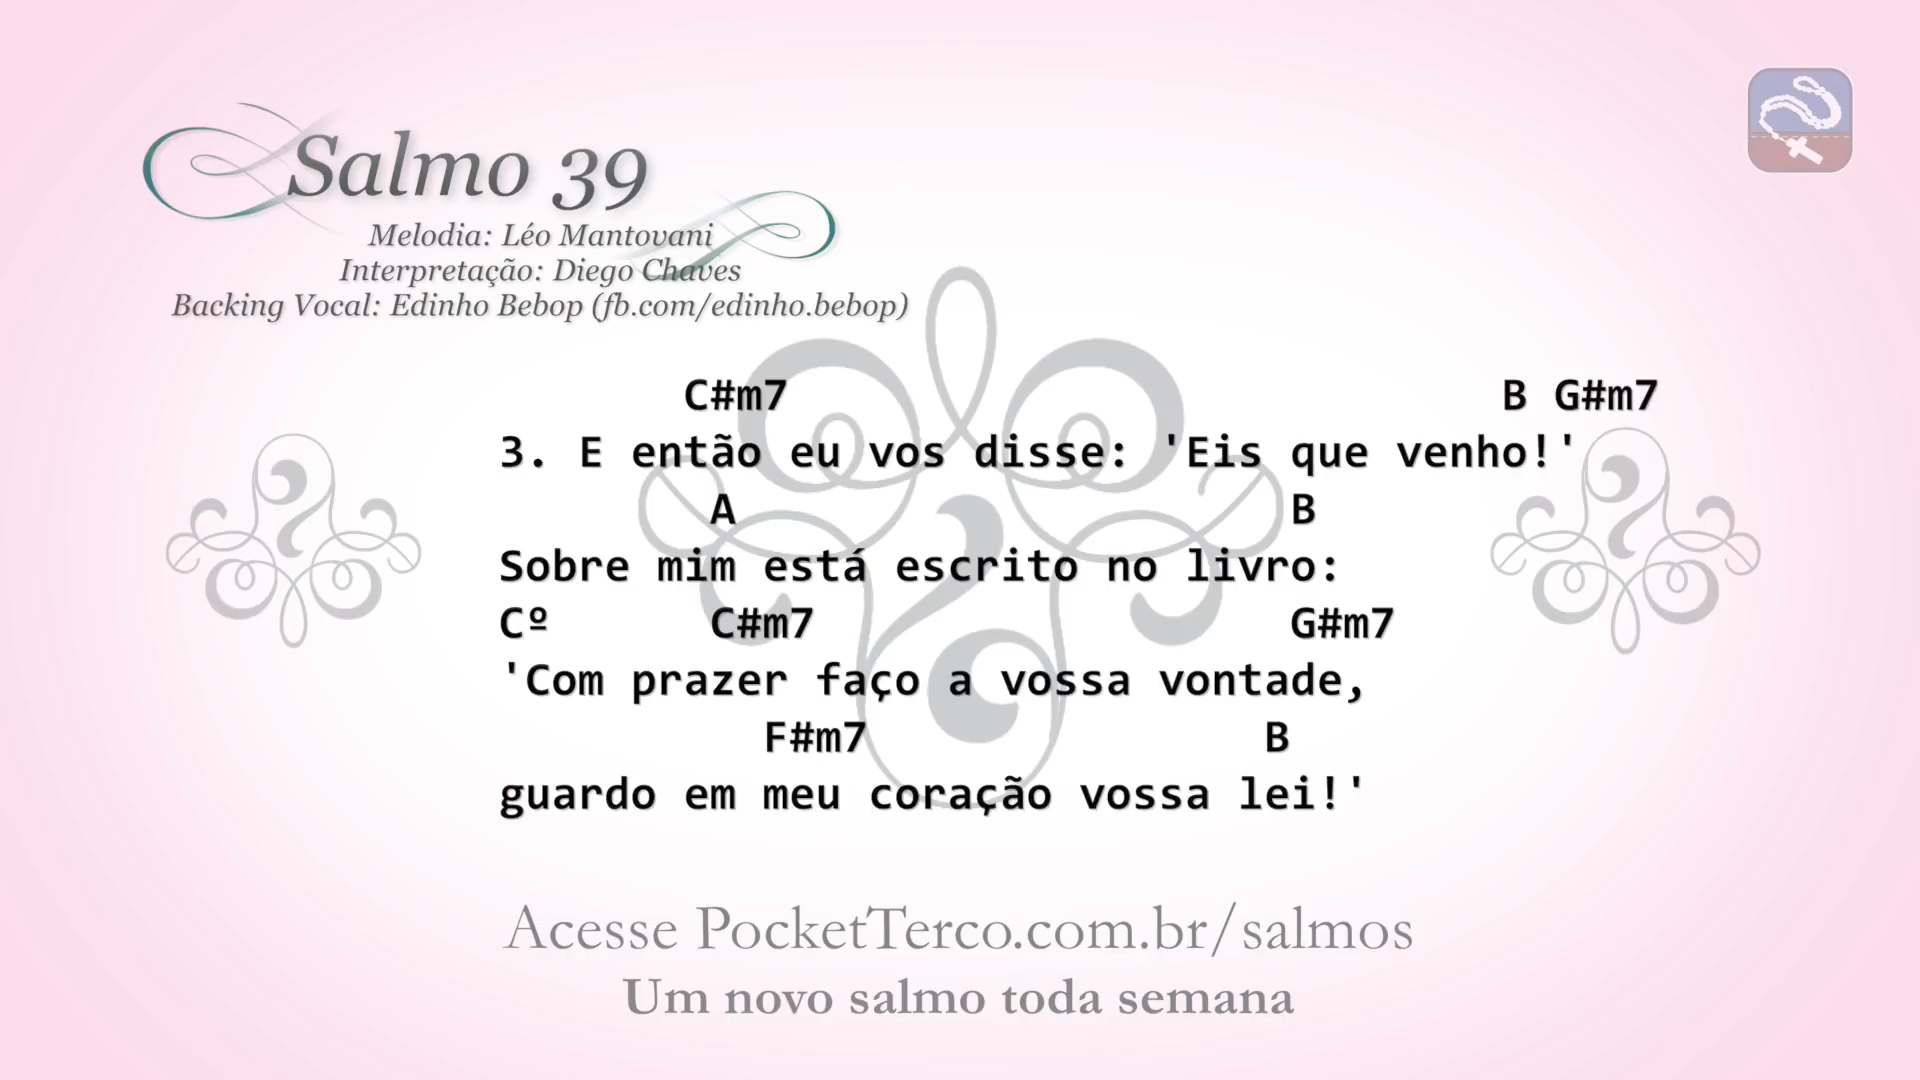 Salmo 39
Melodia: Léo Mantovani
Interpretação: Diego Chaves
Backing Vocal: Edinho Bebop (fb.com/edinho.bebop)
C#m7 B G#m7
3. E então eu vos disse: 'Eis que venho!'
A B
Sobre mim está escrito no livro:
Cº C#m7 G#m7
'Com prazer faço a vossa vontade,
F#m7 B
guardo em meu coração vossa lei!'
Acesse PocketTerco.com.br/salmos
Um novo salmo toda semana